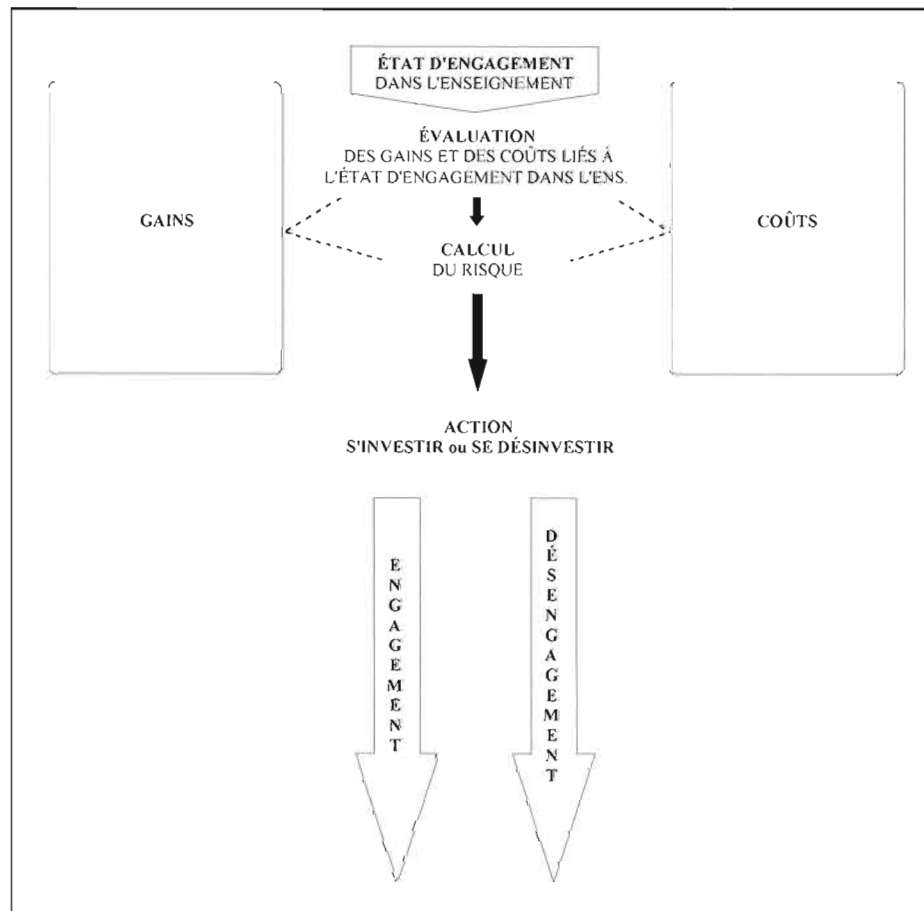 ÉTAT D'ENGAGEMENT
DANS L'ENSEIGNEMENT
ÉVALUATION
DES GAINS ET DES COÛTS LIÉS À
L'ÉTAT D'ENGAGEMENT DANS L'ENS.
GAINS
COÛTS
CALCUL
DU RISQUE
ACTION
S'INVESTIR ou SE DÉSINVESTIR
ENGAGEMENT
DÉSENGAGEMENT